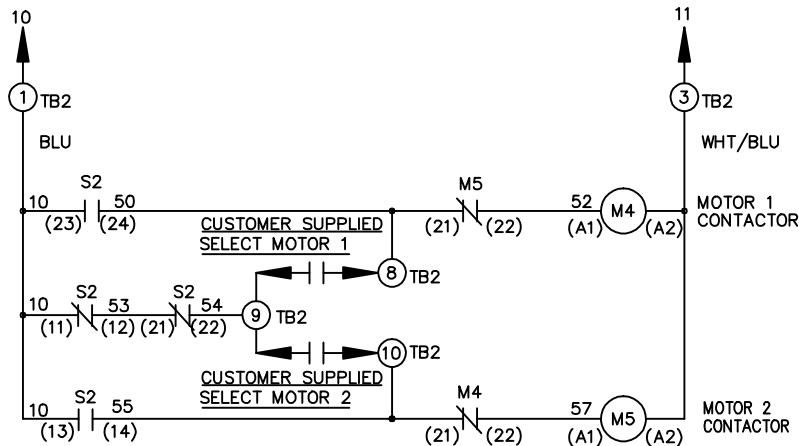 10 11
1 TB2 3 TB2
BLU WHT/BLU
10 S2 50 M5 52 M4 MOTOR 1
(23) (24) (21) (22) (A1) (A2) CONTACTOR
CUSTOMER SUPPLIED
SELECT MOTOR 1
8 TB2
10 S2 53 S2 54 9 TB2
(11) (12) (21) (22)
10 TB2
CUSTOMER SUPPLIED
SELECT MOTOR 2
10 S2 55 M4 57 M5 MOTOR 2
(13) (14) (21) (22) (A1) (A2) CONTACTOR